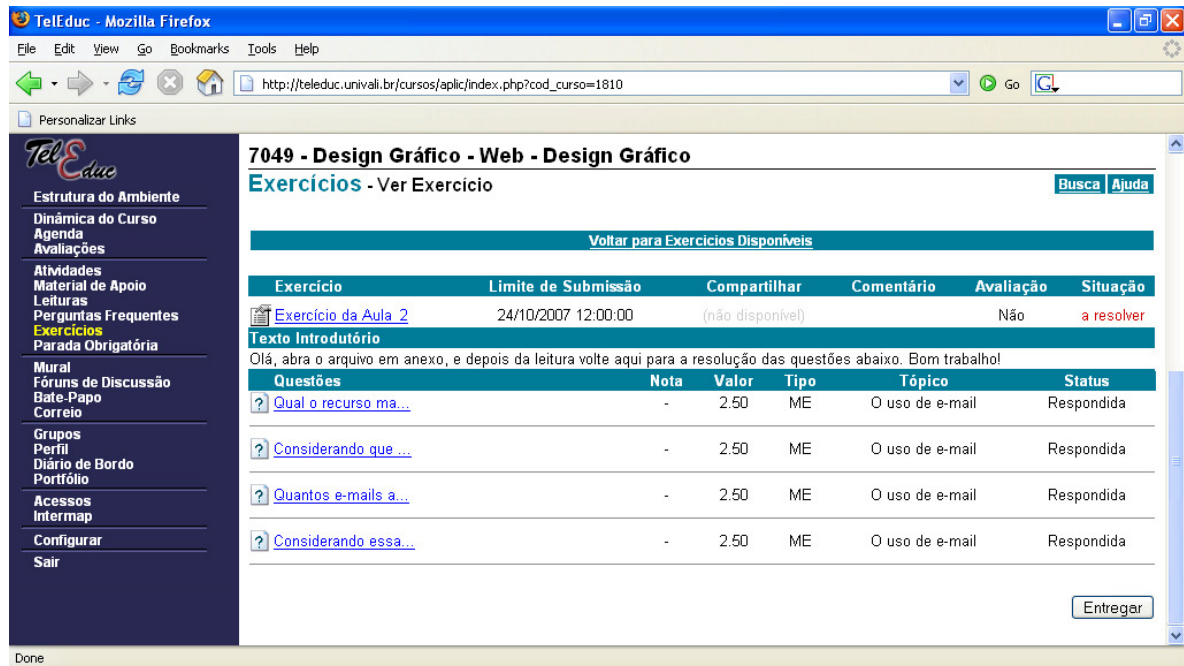 TelEduc - Mozilla Firefox
File Edit View Go Bookmarks Tools Help
http://teleduc.univali.br/cursos/aplic/index.php?cod_curso=1810 Go G
Personalizar Links
TelEduc
Estrutura do Ambiente
Dinâmica do Curso
Agenda
Avaliações
Atividades
Material de Apoio
Leituras
Perguntas Frequentes
Exercícios
Parada Obrigatória
Mural
Fóruns de Discussão
Bate-Papo
Correio
Grupos
Perfil
Diário de Bordo
Portfólio
Acessos
Intermap
Configurar
Sair
7049 - Design Gráfico - Web - Design Gráfico
Exercícios - Ver Exercício
Busca Ajuda
Voltar para Exercicios Disponíveis
Exercício Limite de Submissão Compartilhar Comentário Avaliação Situação
Exercício da Aula 2 24/10/2007 12:00:00 (não disponível) Não a resolver
Texto Introdutório
Olá, abra o arquivo em anexo, e depois da leitura volte aqui para a resolução das questões abaixo. Bom trabalho!
Questões Nota Valor Tipo Tópico Status
? Qual o recurso ma... - 2.50 ME O uso de e-mail Respondida
? Considerando que ... - 2.50 ME O uso de e-mail Respondida
? Quantos e-mails a... - 2.50 ME O uso de e-mail Respondida
? Considerando essa... - 2.50 ME O uso de e-mail Respondida
Entregar
Done